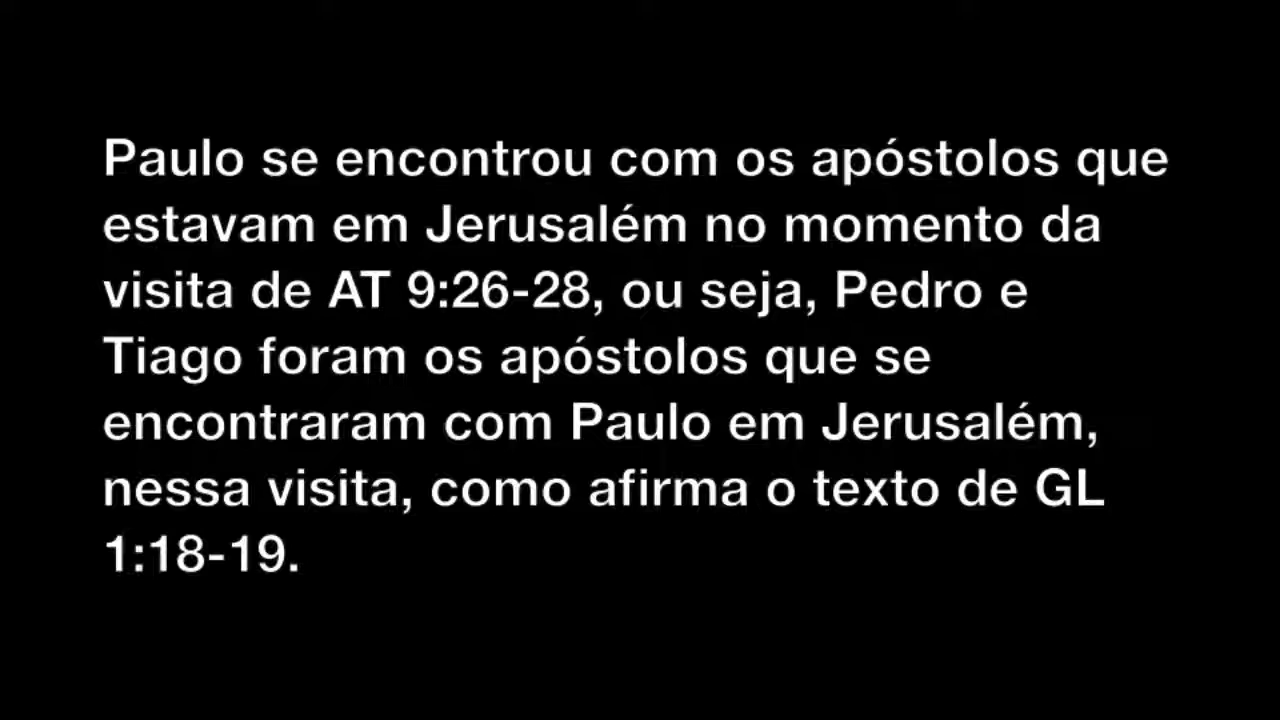 Paulo se encontrou com os apóstolos que
estavam em Jerusalém no momento da
visita de AT 9:26-28, ou seja, Pedro e
Tiago foram os apóstolos que se
encontraram com Paulo em Jerusalém,
nessa visita, como afirma o texto de GL
1:18-19.